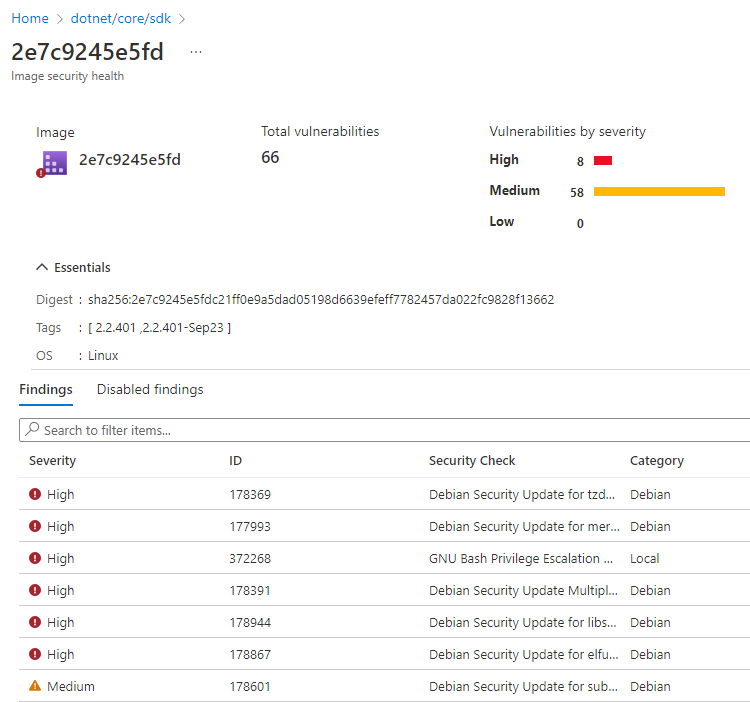 Home > dotnet/core/sdk >
2e7c9245e5fd ...
Image security health
Image Total vulnerabilities Vulnerabilities by severity
2e7c9245e5fd 66 High 8
Medium 58
Low 0
Essentials
Digest : sha256:2e7c9245e5fdc21ff0e9a5dad05198d6639efeff7782457da022fc9828f13662
Tags : [ 2.2.401 ,2.2.401-Sep23 ]
OS : Linux
Findings Disabled findings
Search to filter items...
Severity ID Security Check Category
High 178369 Debian Security Update for tzd... Debian
High 177993 Debian Security Update for mer... Debian
High 372268 GNU Bash Privilege Escalation ... Local
High 178391 Debian Security Update Multipl... Debian
High 178944 Debian Security Update for libs... Debian
High 178867 Debian Security Update for elfu... Debian
Medium 178601 Debian Security Update for sub... Debian